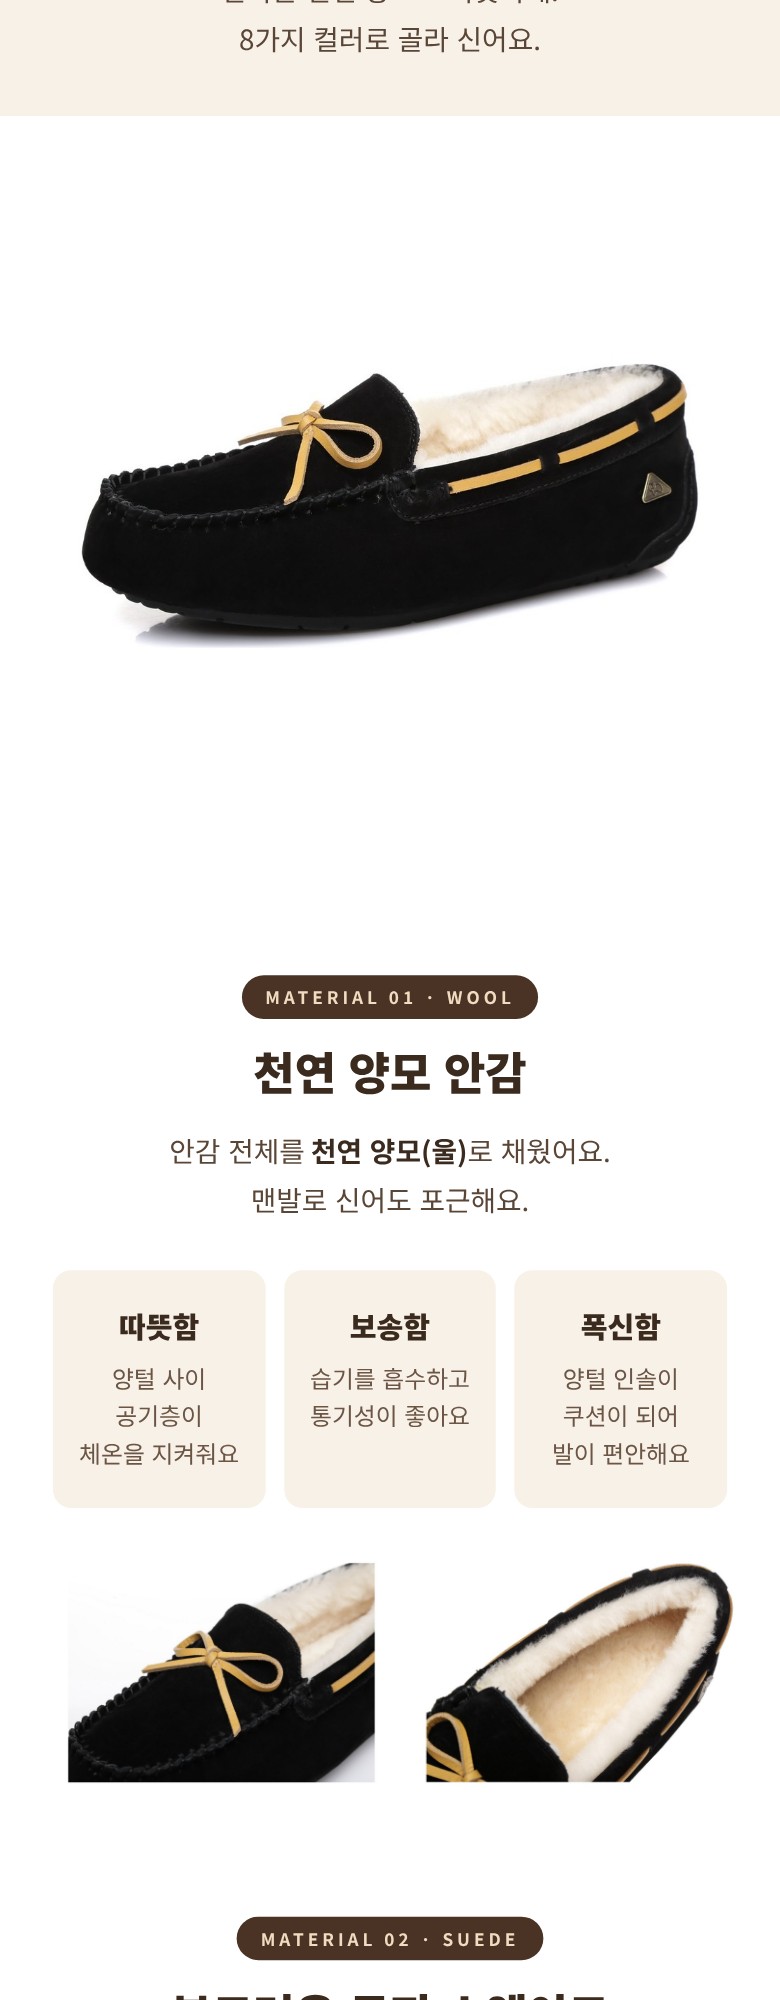 8가지 컬러로 골라 신어요.
MATERIAL 01 · WOOL
천연 양모 안감
안감 전체를 천연 양모(울)로 채웠어요.
맨발로 신어도 포근해요.
따뜻함
양털 사이
공기층이
체온을 지켜줘요
보송함
습기를 흡수하고
통기성이 좋아요
폭신함
양털 인솔이
쿠션이 되어
발이 편안해요
MATERIAL 02 · SUEDE